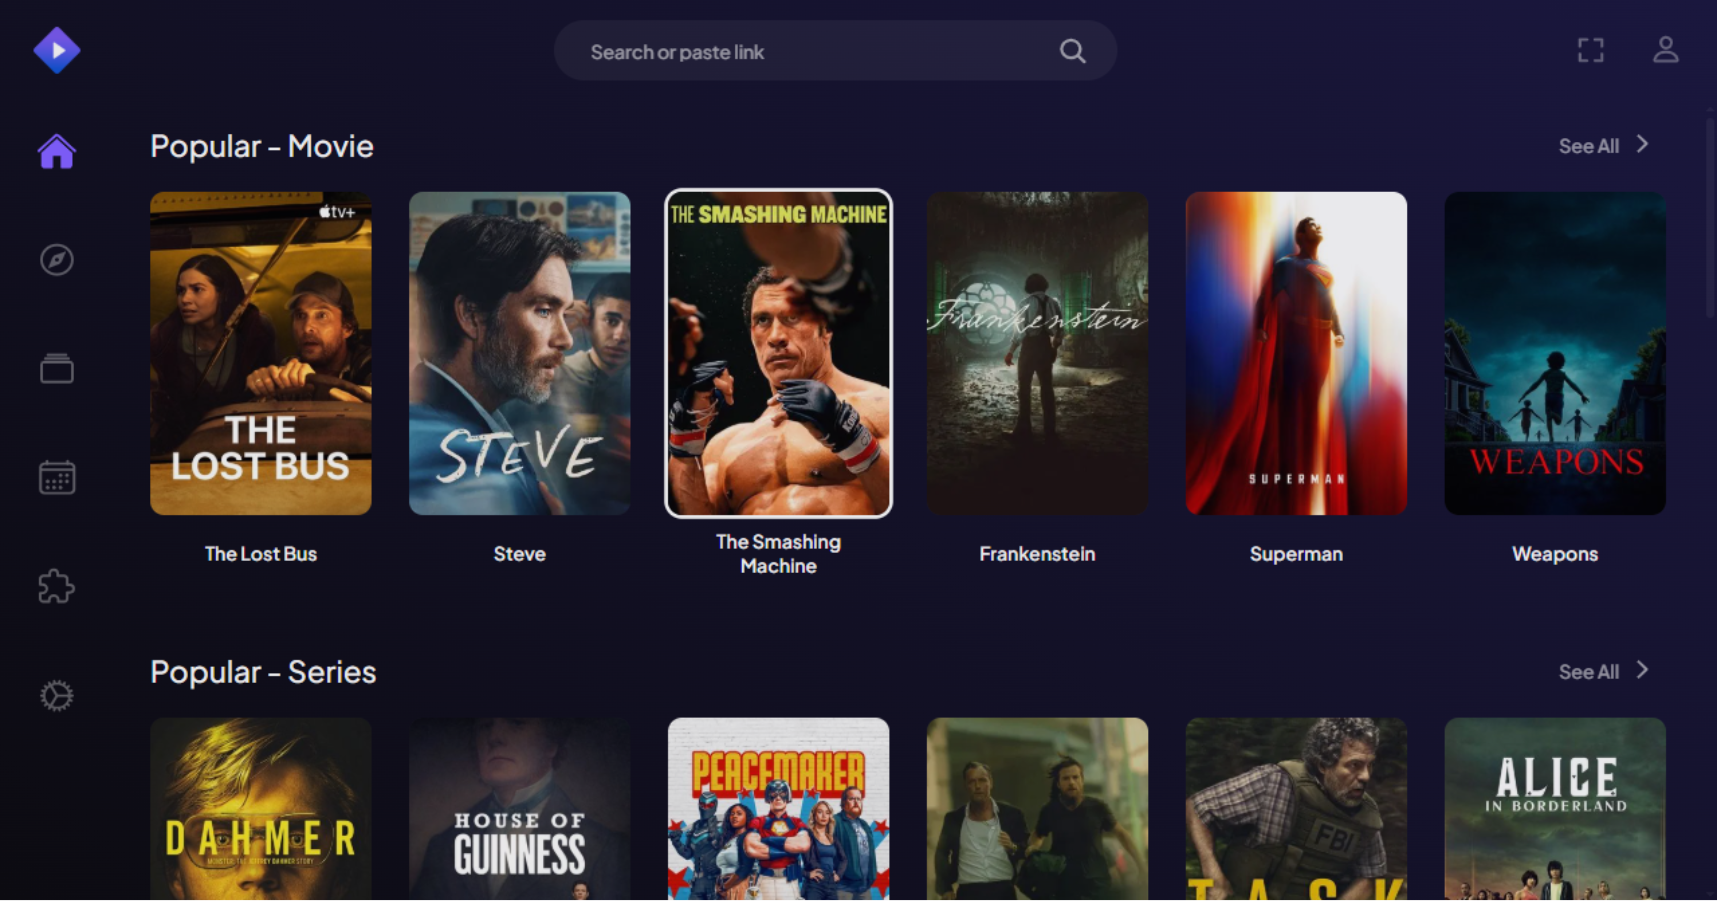 Search or paste link
Popular - Movie
See All
tv+
THE
LOST BUS
STEVE
THE SMASHING MACHINE
Frankenstein
SUPERMAN
WEAPONS
The Lost Bus
Steve
The Smashing
Machine
Frankenstein
Superman
Weapons
Popular - Series
See All
DAHMER
MONSTER: THE JEFFREY DAHMER STORY
HOUSE OF
GUINNESS
PEACEMAKER
FBI
TASK
ALICE
IN BORDERLAND